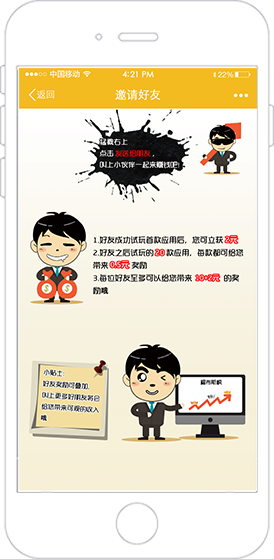 中国移动 4:21 PM 22%
返回 邀请好友
猛戳右上
点击 发送给朋友，
叫上小伙伴一起来赚钱吧!
1.好友成功试玩首款应用后，您可立获 2元
2.好友之后试玩的20款应用，每款都可给您
带来 0.5元 奖励
3.每位好友至多可以给您带来 10+2元 的奖
励哦
小贴士:
好友奖励可叠加,
叫上更多好朋友将会
给您带来可观的收入
哦